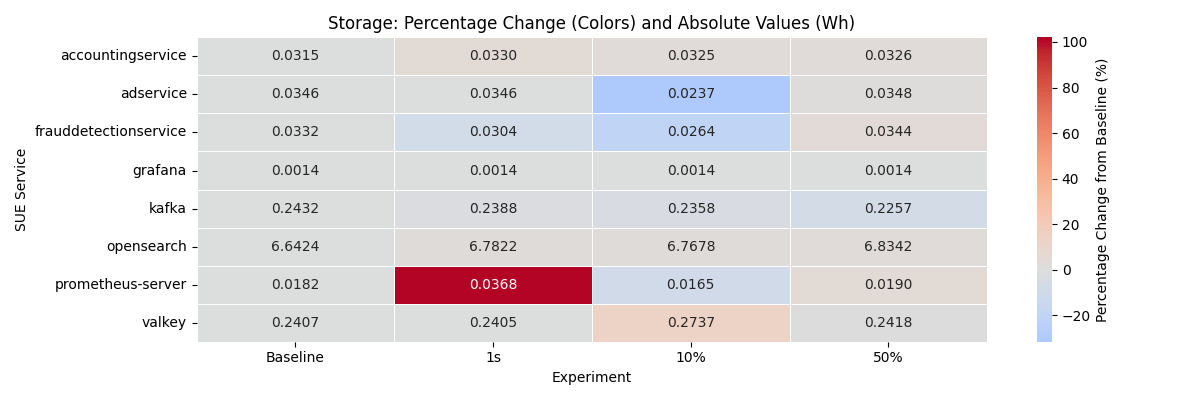 Storage: Percentage Change (Colors) and Absolute Values (Wh)
accountingservice 0.0315 0.0330 0.0325 0.0326
adservice 0.0346 0.0346 0.0237 0.0348
frauddetectionservice 0.0332 0.0304 0.0264 0.0344
grafana 0.0014 0.0014 0.0014 0.0014
kafka 0.2432 0.2388 0.2358 0.2257
opensearch 6.6424 6.7822 6.7678 6.8342
prometheus-server 0.0182 0.0368 0.0165 0.0190
valkey 0.2407 0.2405 0.2737 0.2418
Baseline 1s 10% 50%
Experiment
SUE Service
100
80
60
40
20
0
−20
Percentage Change from Baseline (%)